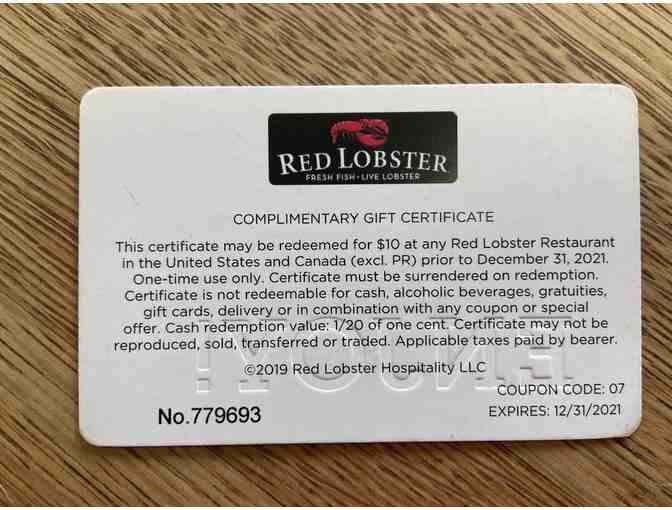 RED LOBSTER
FRESH FISH • LIVE LOBSTER
COMPLIMENTARY GIFT CERTIFICATE
This certificate may be redeemed for $10 at any Red Lobster Restaurant
in the United States and Canada (excl. PR) prior to December 31, 2021.
One-time use only. Certificate must be surrendered on redemption.
Certificate is not redeemable for cash, alcoholic beverages, gratuities,
gift cards, delivery or in combination with any coupon or special
offer. Cash redemption value: 1/20 of one cent. Certificate may not be
reproduced, sold, transferred or traded. Applicable taxes paid by bearer.
ENJOY!
©2019 Red Lobster Hospitality LLC
COUPON CODE: 07
No.779693
EXPIRES: 12/31/2021